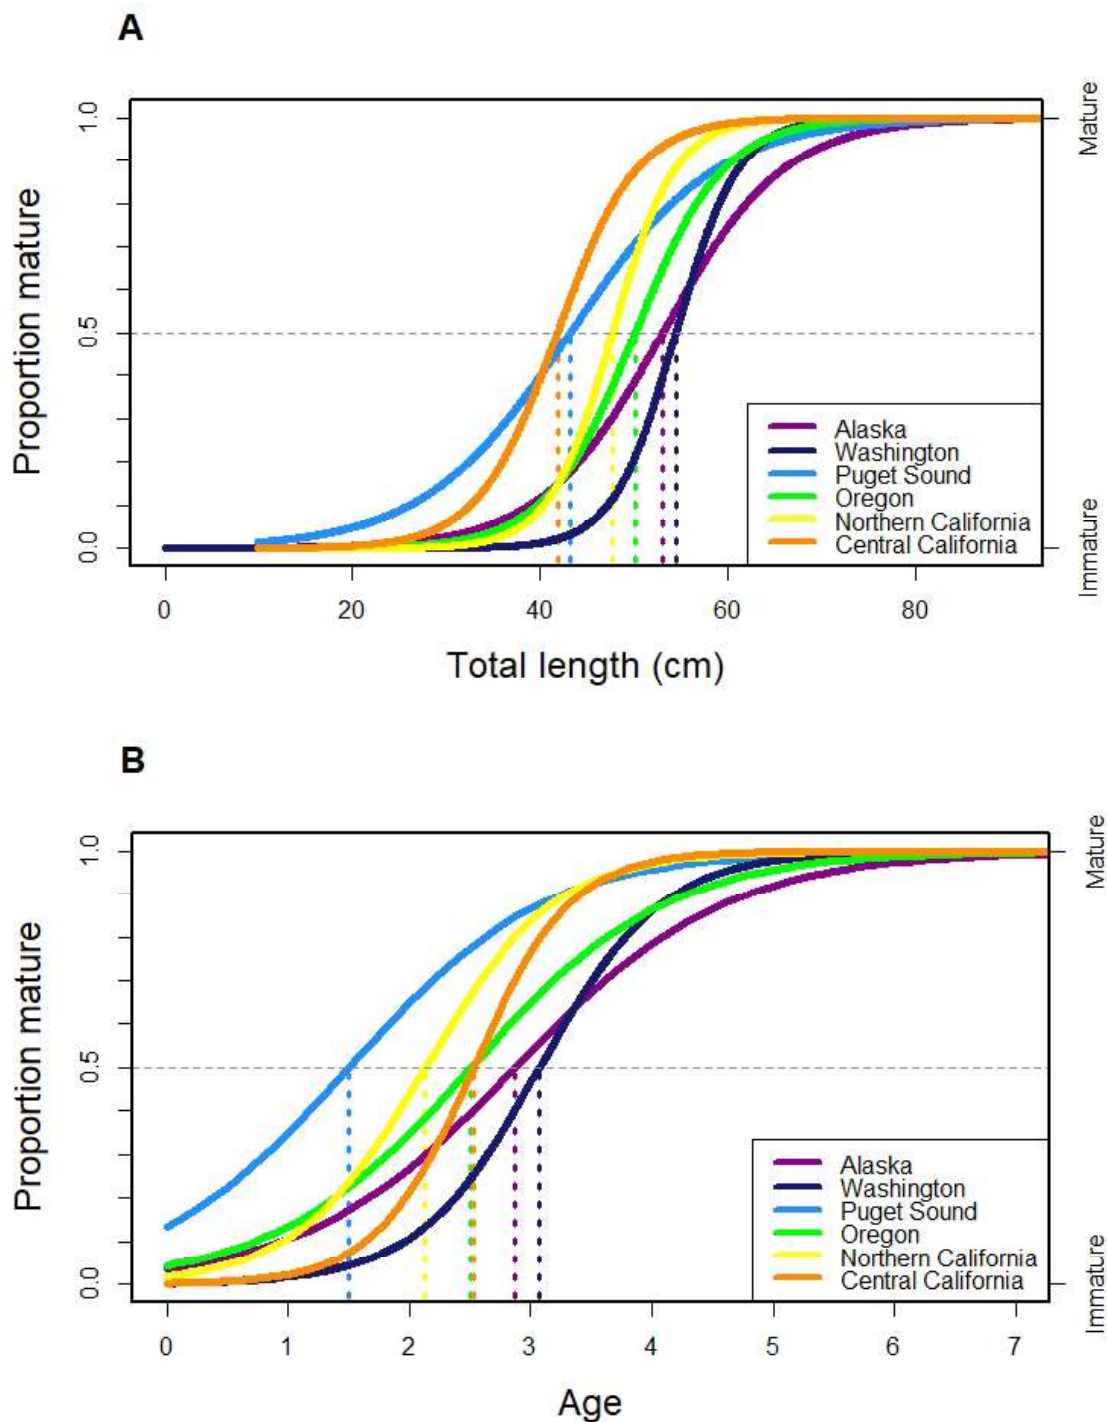 A
Proportion mature
1.0
0.5
0.0
Mature
Immature
Alaska
Washington
Puget Sound
Oregon
Northern California
Central California
0 20 40 60 80
Total length (cm)
B
Proportion mature
1.0
0.5
0.0
Mature
Immature
Alaska
Washington
Puget Sound
Oregon
Northern California
Central California
0 1 2 3 4 5 6 7
Age